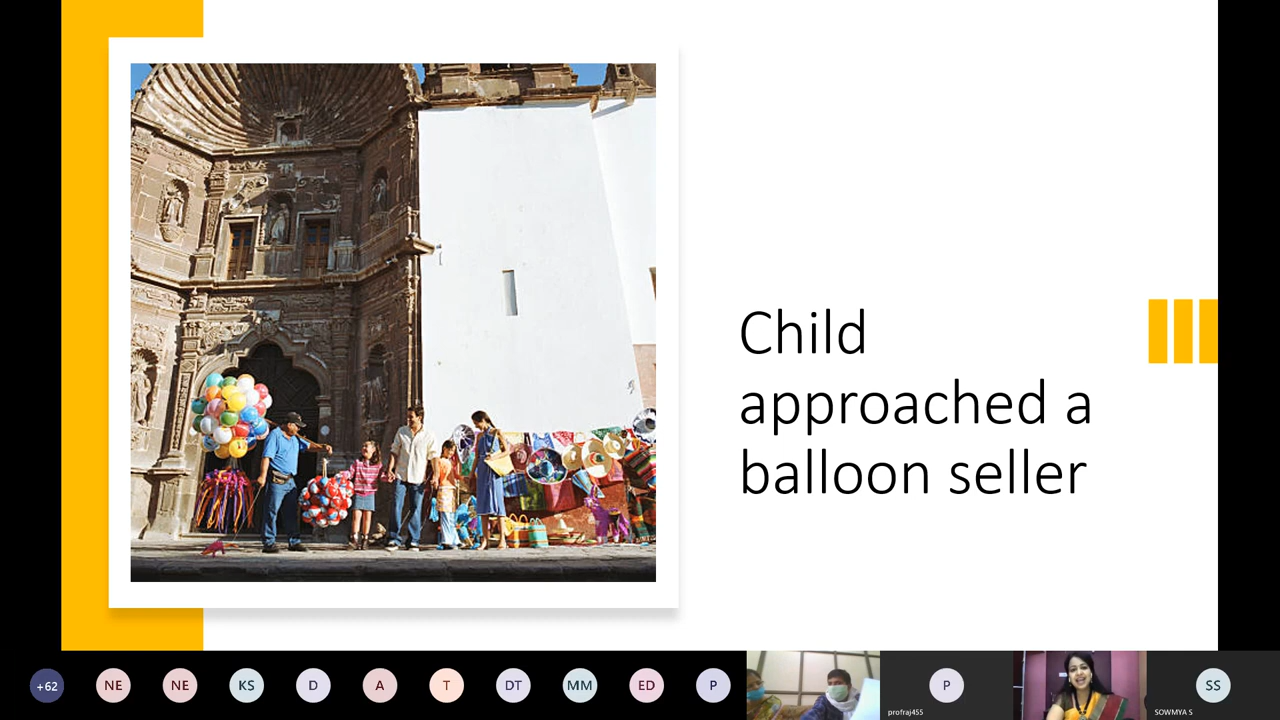 Child
approached a
balloon seller
+62
NE
NE
KS
D
A
T
DT
MM
ED
P
P
profraj455
SS
SOWMYA S